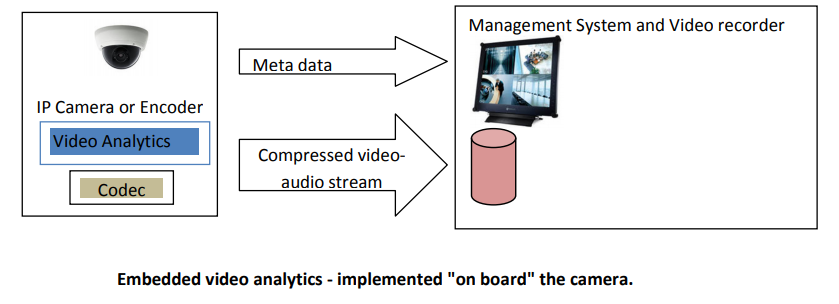 Management System and Video recorder
Meta data
IP Camera or Encoder
Video Analytics
Compressed video-
audio stream
Codec
Embedded video analytics - implemented "on board" the camera.